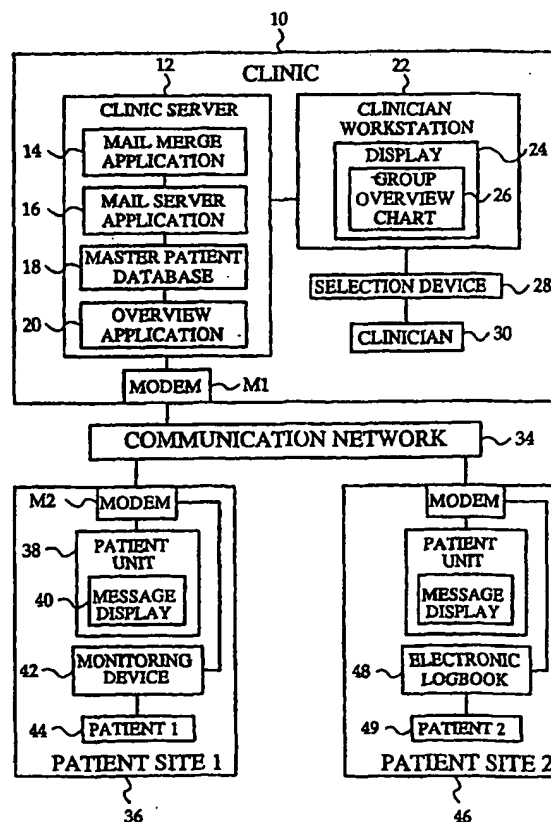 10
12
CLINIC
22
CLINIC SERVER
14
MAIL MERGE
APPLICATION
16
MAIL SERVER
APPLICATION
18
MASTER PATIENT
DATABASE
20
OVERVIEW
APPLICATION
CLINICIAN
WORKSTATION
DISPLAY
24
GROUP
OVERVIEW
CHART
26
SELECTION DEVICE
28
CLINICIAN
30
MODEM
M1
COMMUNICATION NETWORK
34
M2
MODEM
38
PATIENT
UNIT
40
MESSAGE
DISPLAY
42
MONITORING
DEVICE
44
PATIENT 1
PATIENT SITE 1
36
MODEM
PATIENT
UNIT
MESSAGE
DISPLAY
48
ELECTRONIC
LOGBOOK
49
PATIENT 2
PATIENT SITE 2
46